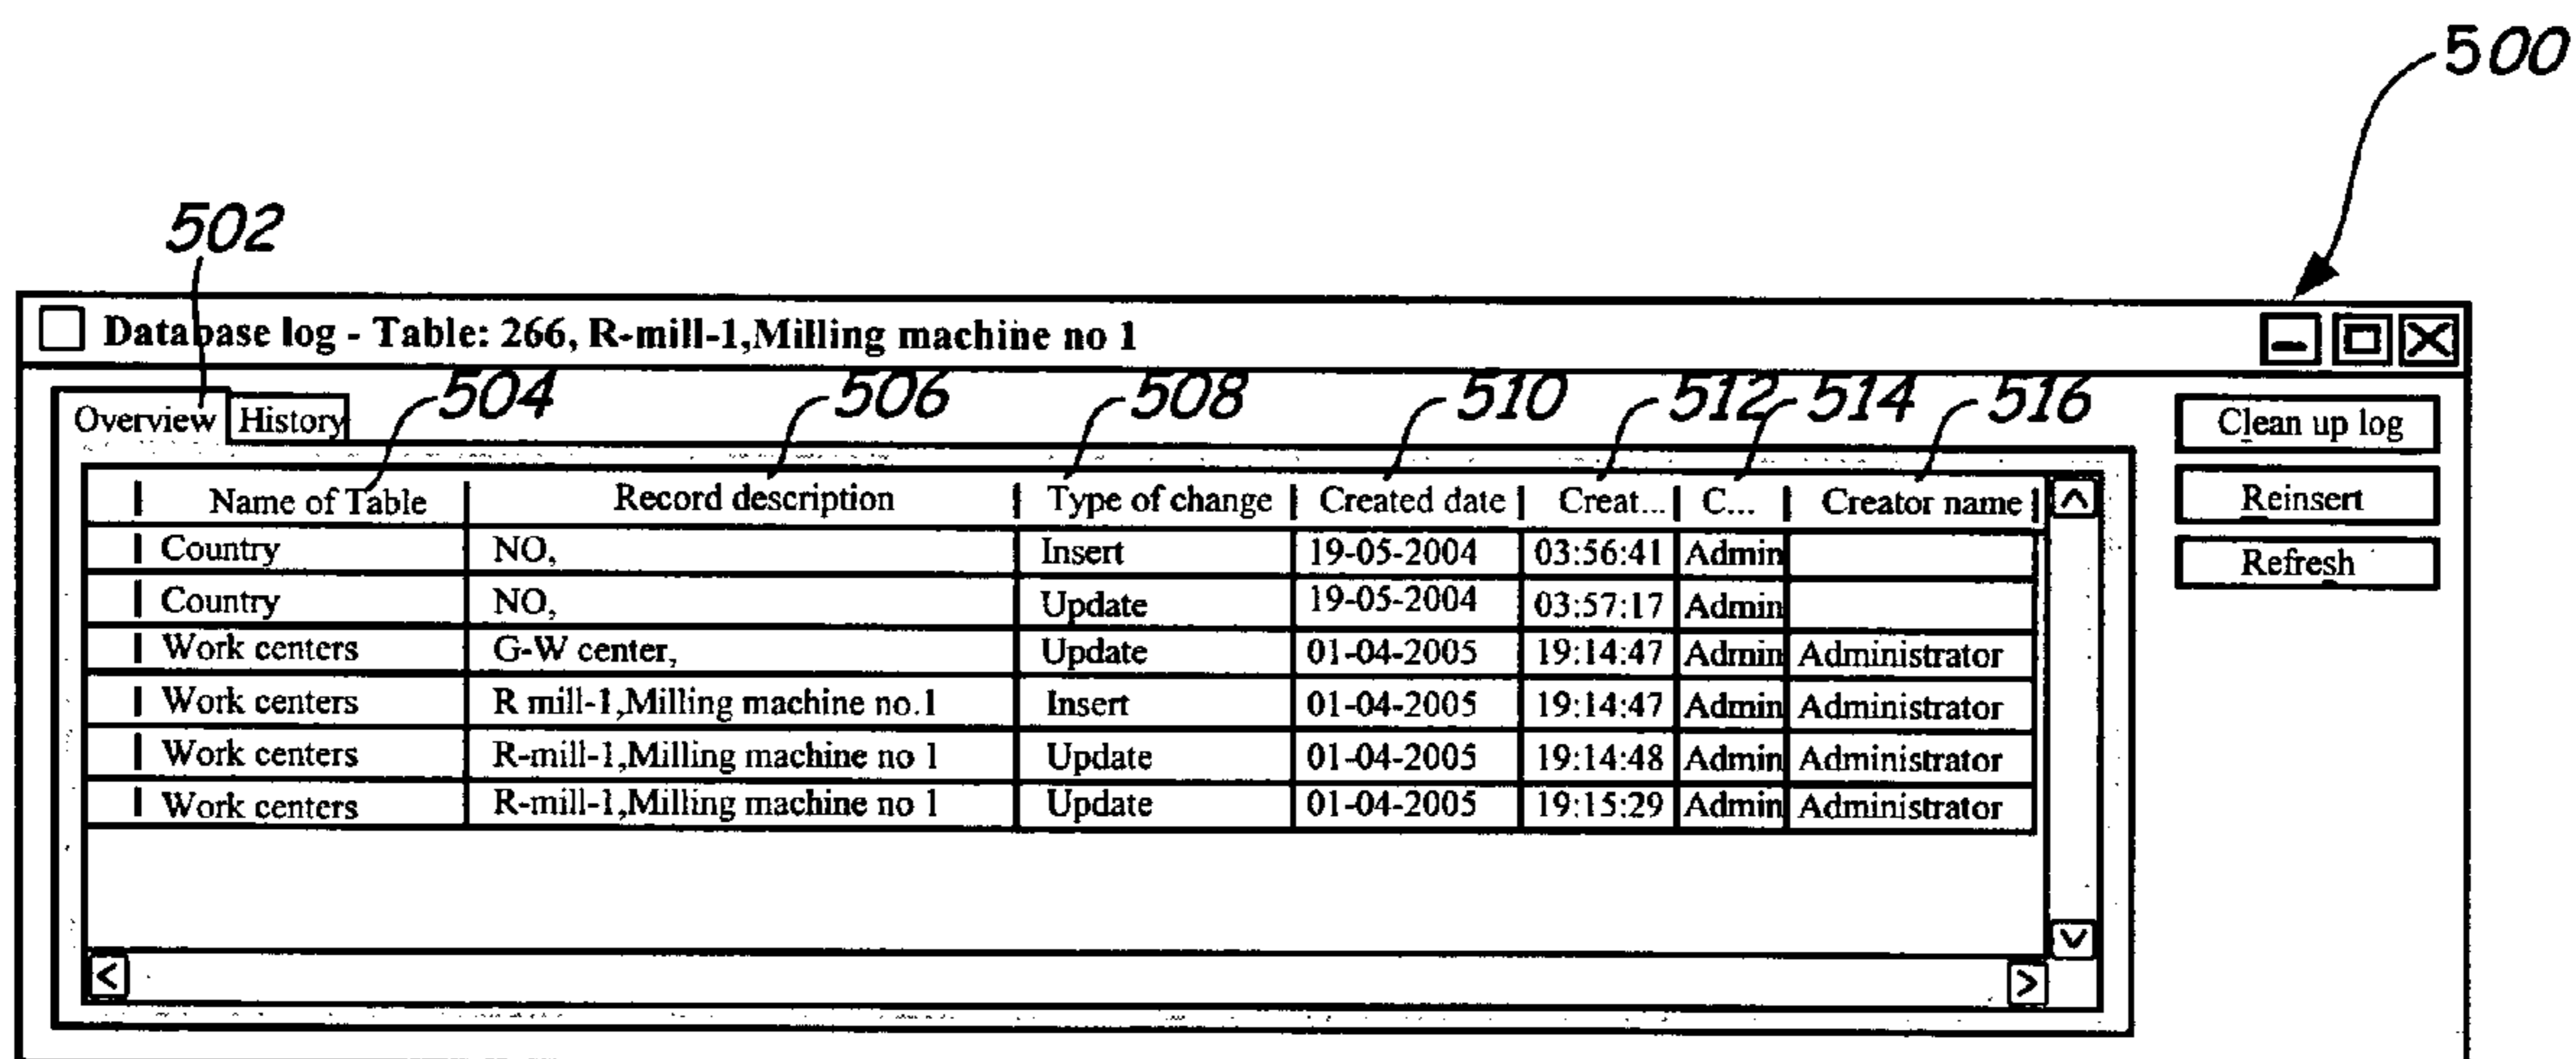 500
502
Database log - Table: 266, R-mill-1,Milling machine no 1
504 506 508 510 512 514 516
Overview History
Clean up log
Name of Table Record description Type of change Created date Creat... C... Creator name
Reinsert
Country NO, Insert 19-05-2004 03:56:41 Admin
Refresh
Country NO, Update 19-05-2004 03:57:17 Admin
Work centers G-W center, Update 01-04-2005 19:14:47 Admin Administrator
Work centers R mill-1,Milling machine no.1 Insert 01-04-2005 19:14:47 Admin Administrator
Work centers R-mill-1,Milling machine no 1 Update 01-04-2005 19:14:48 Admin Administrator
Work centers R-mill-1,Milling machine no 1 Update 01-04-2005 19:15:29 Admin Administrator